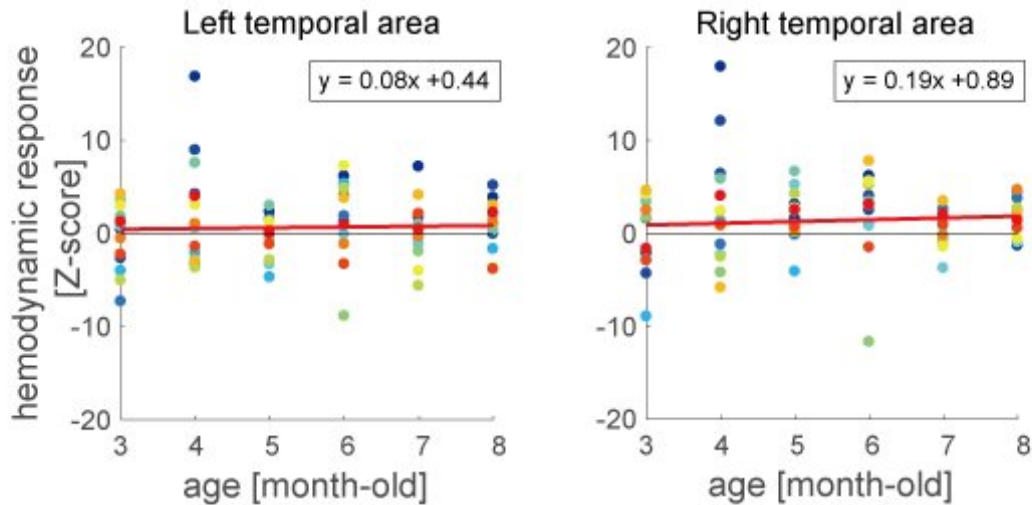 Left temporal area
y = 0.08x +0.44
hemodynamic response
[Z-score]
20
10
0
-10
-20
3 4 5 6 7 8
age [month-old]
Right temporal area
y = 0.19x +0.89
20
10
0
-10
-20
3 4 5 6 7 8
age [month-old]